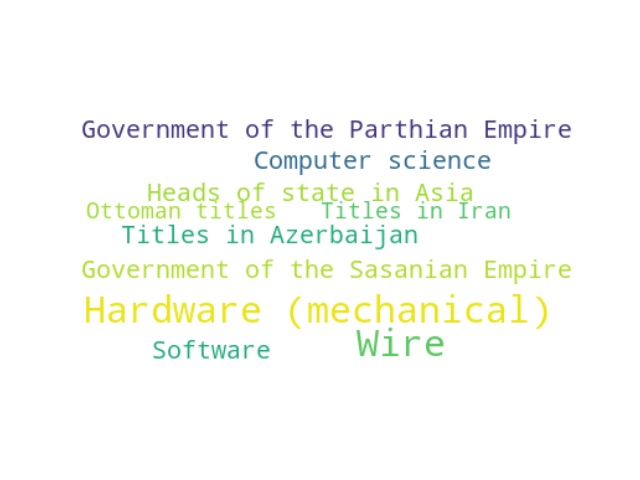 Government of the Parthian Empire
Computer science
Heads of state in Asia
Ottoman titles Titles in Iran
Titles in Azerbaijan
Government of the Sasanian Empire
Hardware (mechanical)
Software Wire